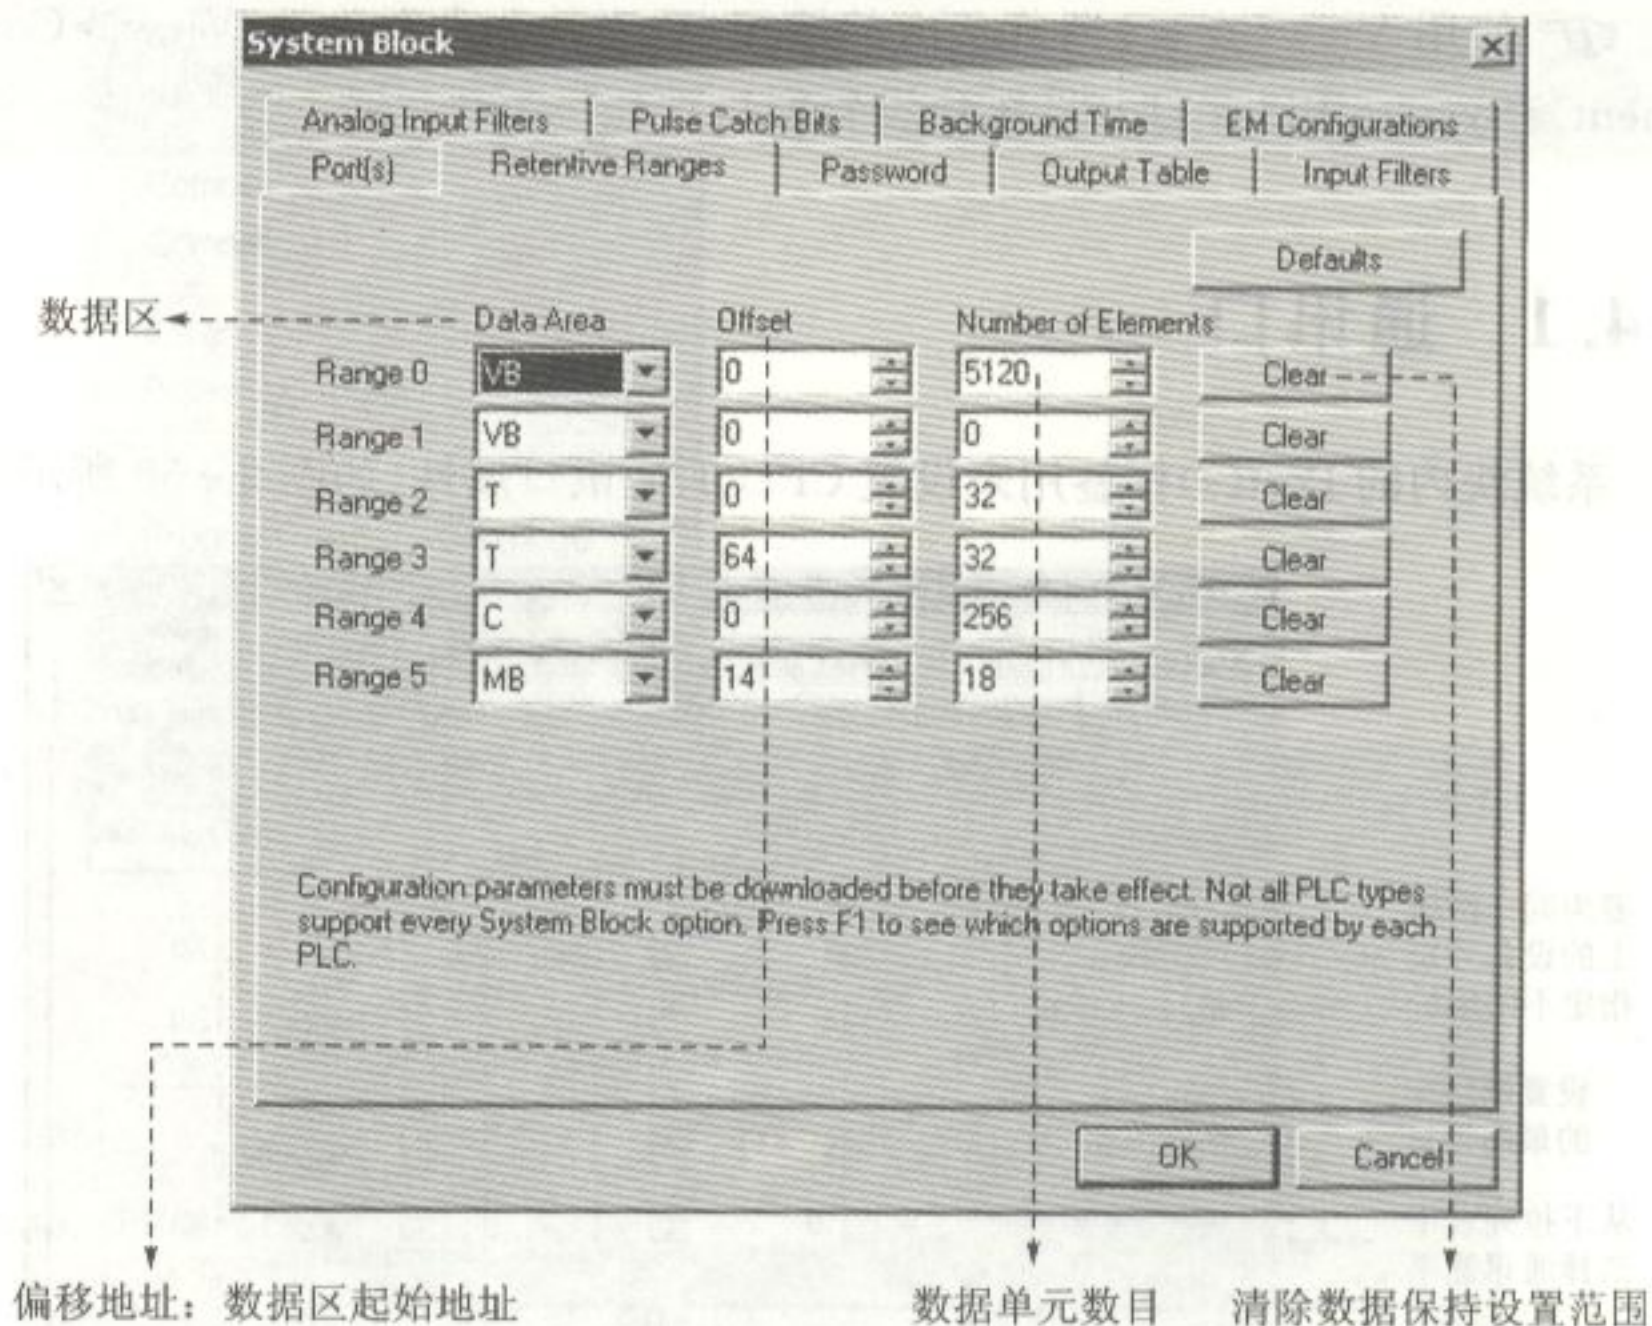 System Block
Analog Input Filters Pulse Catch Bits Background Time EM Configurations
Port(s) Retentive Ranges Password Output Table Input Filters
Defaults
数据区 Data Area Offset Number of Elements
Range 0 VB 0 5120 Clear
Range 1 VB 0 0 Clear
Range 2 T 0 32 Clear
Range 3 T 64 32 Clear
Range 4 C 0 256 Clear
Range 5 MB 14 18 Clear
Configuration parameters must be downloaded before they take effect. Not all PLC types
support every System Block option. Press F1 to see which options are supported by each
PLC.
OK Cancel
偏移地址：数据区起始地址 数据单元数目 清除数据保持设置范围